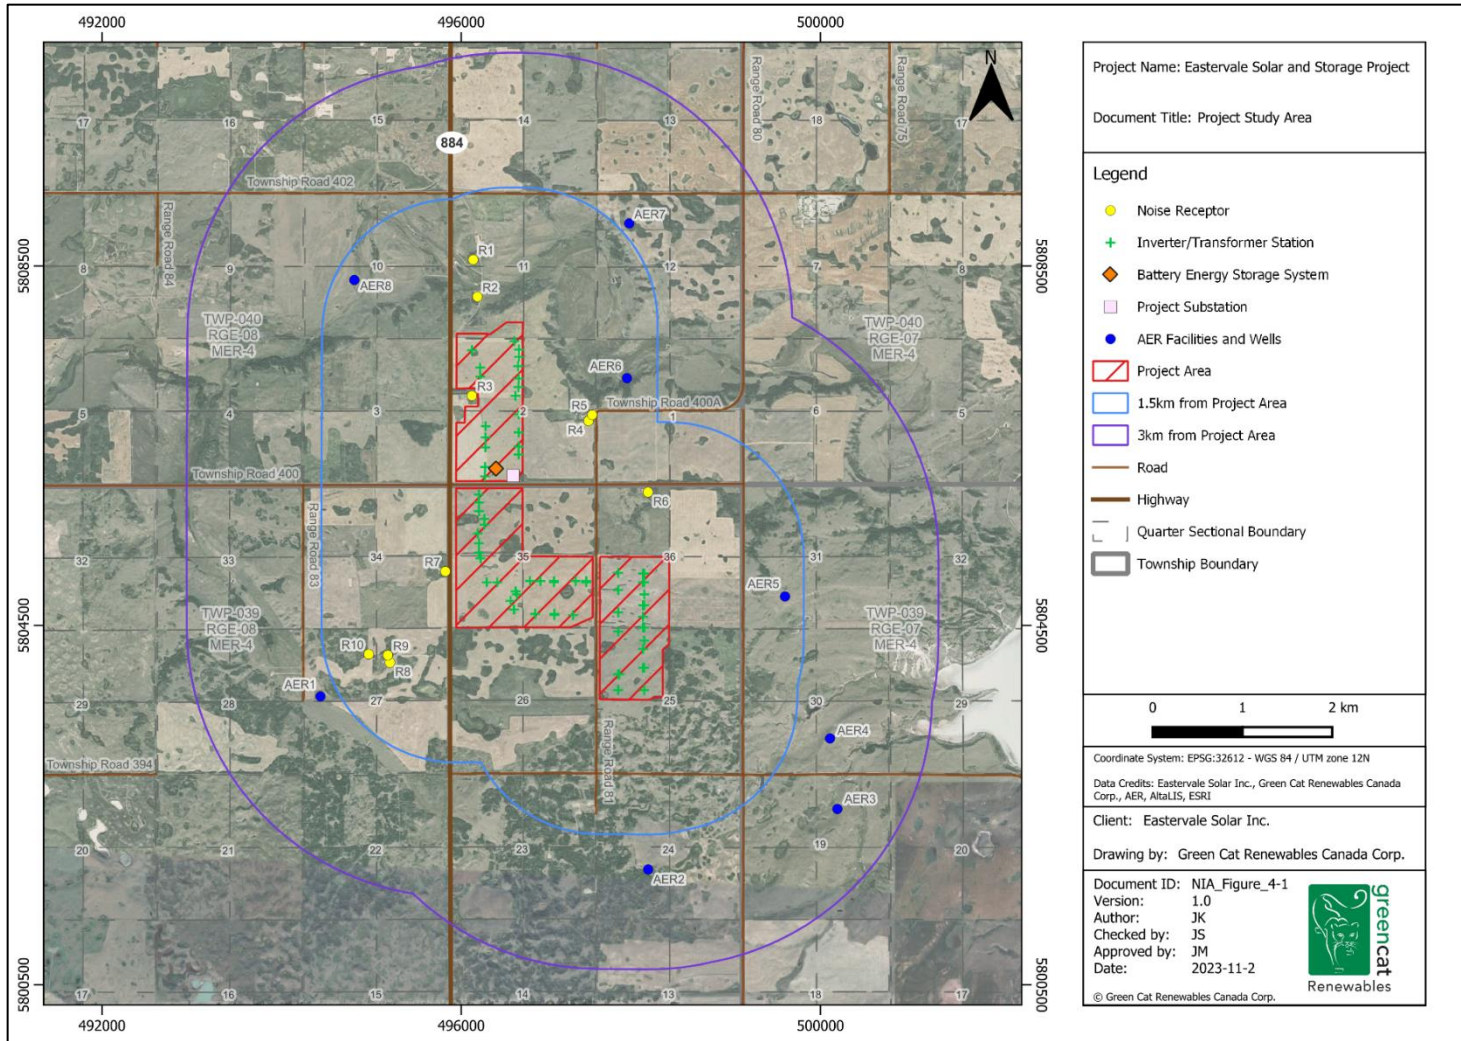 492000
496000
500000
N
Range Road 80
Range Road 75
17
16
15
14
13
18
17
884
Township Road 402
Range Road 84
AER7
R1
8
9
10
11
12
7
8
5808500
5808500
AER8
R2
TWP-040
RGE-08
MER-4
TWP-040
RGE-07
MER-4
AER6
R3
R5
Township Road 400A
5
4
3
2
1
6
5
R4
Township Road 400
R6
Range Road 83
32
33
34
35
36
31
32
R7
AER5
TWP-039
RGE-08
MER-4
TWP-039
RGE-07
MER-4
5804500
5804500
R10
R9
R8
AER1
28
27
26
25
30
29
29
Range Road 81
AER4
Township Road 394
AER3
20
21
22
23
24
19
20
AER2
5800500
5800500
17
16
15
14
13
18
17
492000
496000
500000
Project Name: Eastervale Solar and Storage Project
Document Title: Project Study Area
Legend
Noise Receptor
Inverter/Transformer Station
Battery Energy Storage System
Project Substation
AER Facilities and Wells
Project Area
1.5km from Project Area
3km from Project Area
Road
Highway
Quarter Sectional Boundary
Township Boundary
0 1 2 km
Coordinate System: EPSG:32612 - WGS 84 / UTM zone 12N
Data Credits: Eastervale Solar Inc., Green Cat Renewables Canada
Corp., AER, AltaLIS, ESRI
Client: Eastervale Solar Inc.
Drawing by: Green Cat Renewables Canada Corp.
Document ID: NIA_Figure_4-1
Version: 1.0
Author: JK
Checked by: JS
Approved by: JM
Date: 2023-11-2
greencat
Renewables
© Green Cat Renewables Canada Corp.